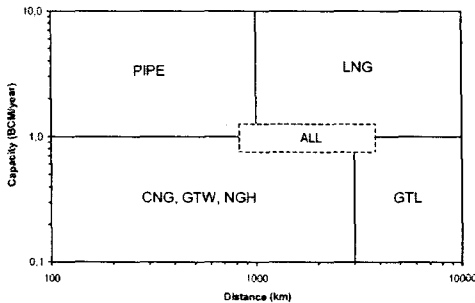 10,0
PIPE
LNG
Capacity (BCM/year)
1,0
ALL
CNG, GTW, NGH
GTL
0,1
100
1000
10000
Distance (km)